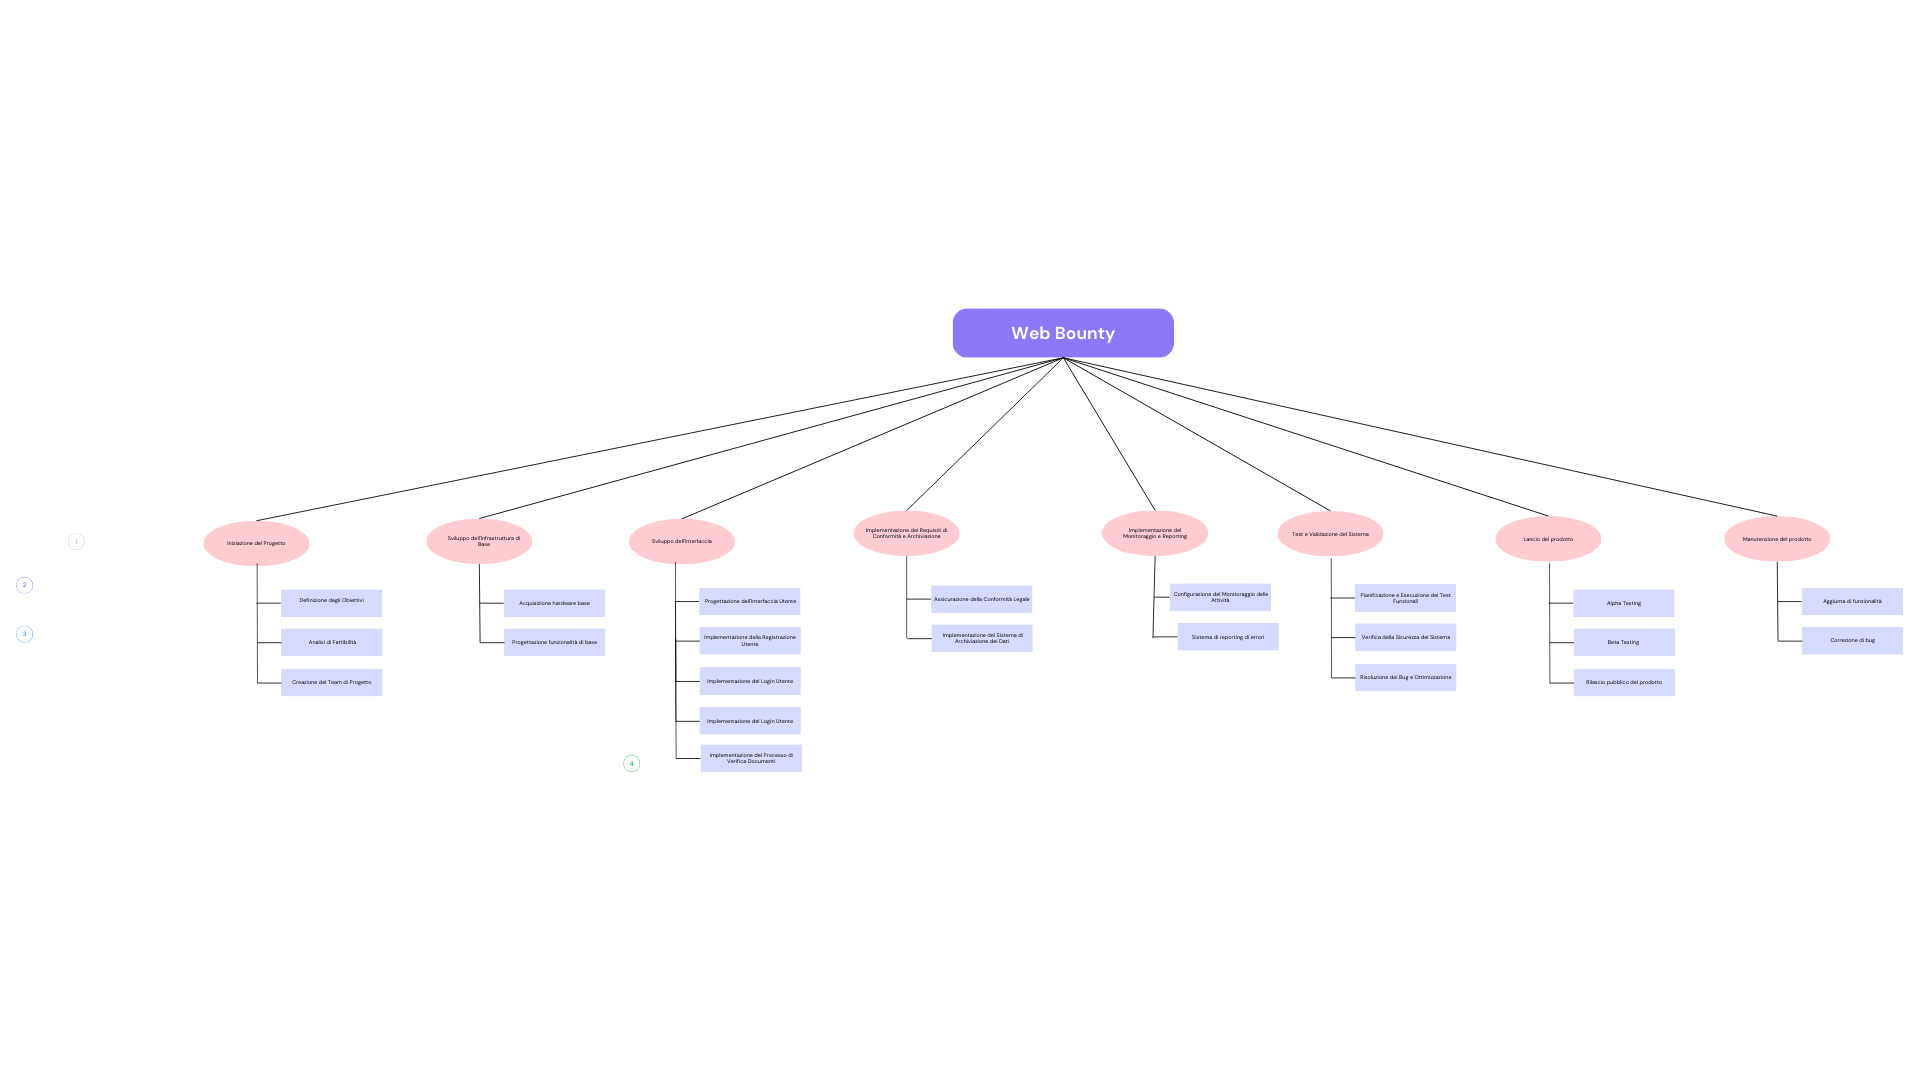 Web Bounty
1
2
3
4
Iniziazione del Progetto
Definizione degli Obiettivi
Analisi di Fattibilità
Creazione del Team di Progetto
Sviluppo dell'Infrastruttura di
Base
Acquisizione hardware base
Progettazione funzionalità di base
Sviluppo dell'Interfaccia
Progettazione dell'Interfaccia Utente
Implementazione della Registrazione
Utente
Implementazione del Login Utente
Implementazione del Login Utente
Implementazione del Processo di
Verifica Documenti
Implementazione dei Requisiti di
Conformità e Archiviazione
Assicurazione della Conformità Legale
Implementazione del Sistema di
Archiviazione dei Dati
Implementazione del
Monitoraggio e Reporting
Configurazione del Monitoraggio delle
Attività
Sistema di reporting di errori
Test e Validazione del Sistema
Pianificazione e Esecuzione dei Test
Funzionali
Verifica della Sicurezza del Sistema
Risoluzione dei Bug e Ottimizzazione
Lancio del prodotto
Alpha Testing
Beta Testing
Rilascio pubblico del prodotto
Manutenzione del prodotto
Aggiunta di funzionalità
Correzione di bug